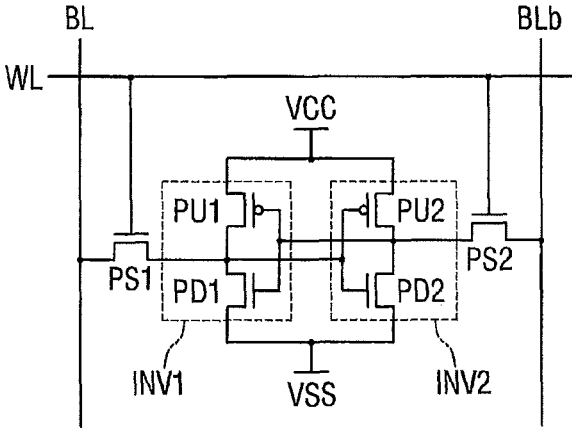 BL
BLb
WL
VCC
PU1
PU2
PS1
PS2
PD1
PD2
INV1
VSS
INV2